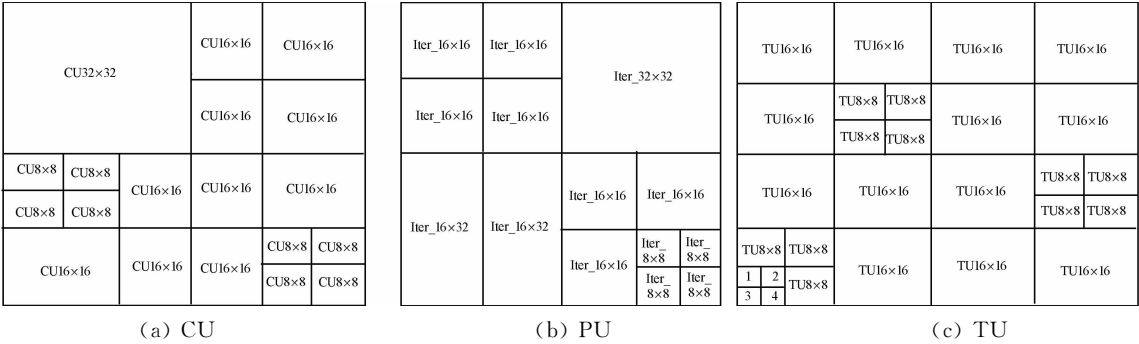 CU32×32
CU16×16
CU16×16
CU16×16
CU16×16
CU8×8
CU8×8
CU8×8
CU8×8
CU16×16
CU16×16
CU16×16
CU16×16
CU16×16
CU16×16
CU8×8
CU8×8
CU8×8
CU8×8
(a) CU
Iter_16×16
Iter_16×16
Iter_16×16
Iter_16×16
Iter_32×32
Iter_16×32
Iter_16×32
Iter_16×16
Iter_16×16
Iter_16×16
Iter_
8×8
Iter_
8×8
Iter_
8×8
Iter_
8×8
(b) PU
TU16×16
TU16×16
TU16×16
TU16×16
TU16×16
TU8×8
TU8×8
TU8×8
TU8×8
TU16×16
TU16×16
TU16×16
TU16×16
TU16×16
TU8×8
TU8×8
TU8×8
TU8×8
TU8×8
TU8×8
1
2
3
4
TU8×8
TU16×16
TU16×16
TU16×16
(c) TU